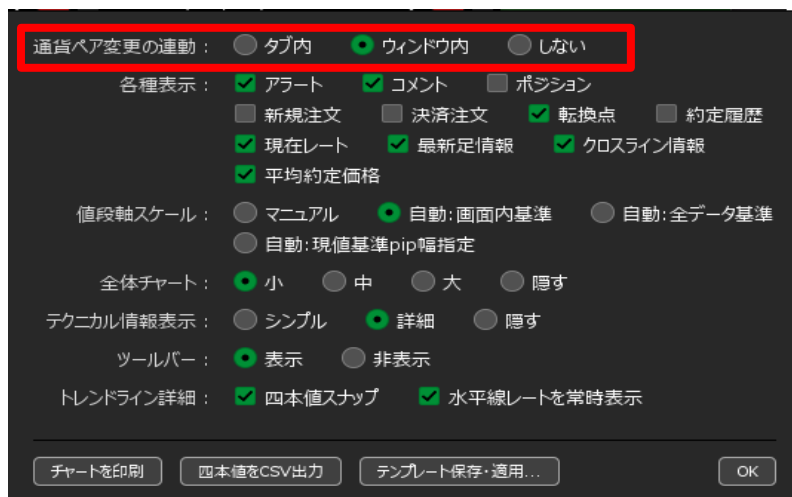 通貨ペア変更の連動： タブ内 ウィンドウ内 しない
各種表示： アラート コメント ポジション
新規注文 決済注文 転換点 約定履歴
現在レート 最新足情報 クロスライン情報
平均約定価格
値段軸スケール： マニュアル 自動:画面内基準 自動:全データ基準
自動:現値基準pip幅指定
全体チャート： 小 中 大 隠す
テクニカル情報表示： シンプル 詳細 隠す
ツールバー： 表示 非表示
トレンドライン詳細： 四本値スナップ 水平線レートを常時表示
チャートを印刷 四本値をCSV出力 テンプレート保存・適用... OK